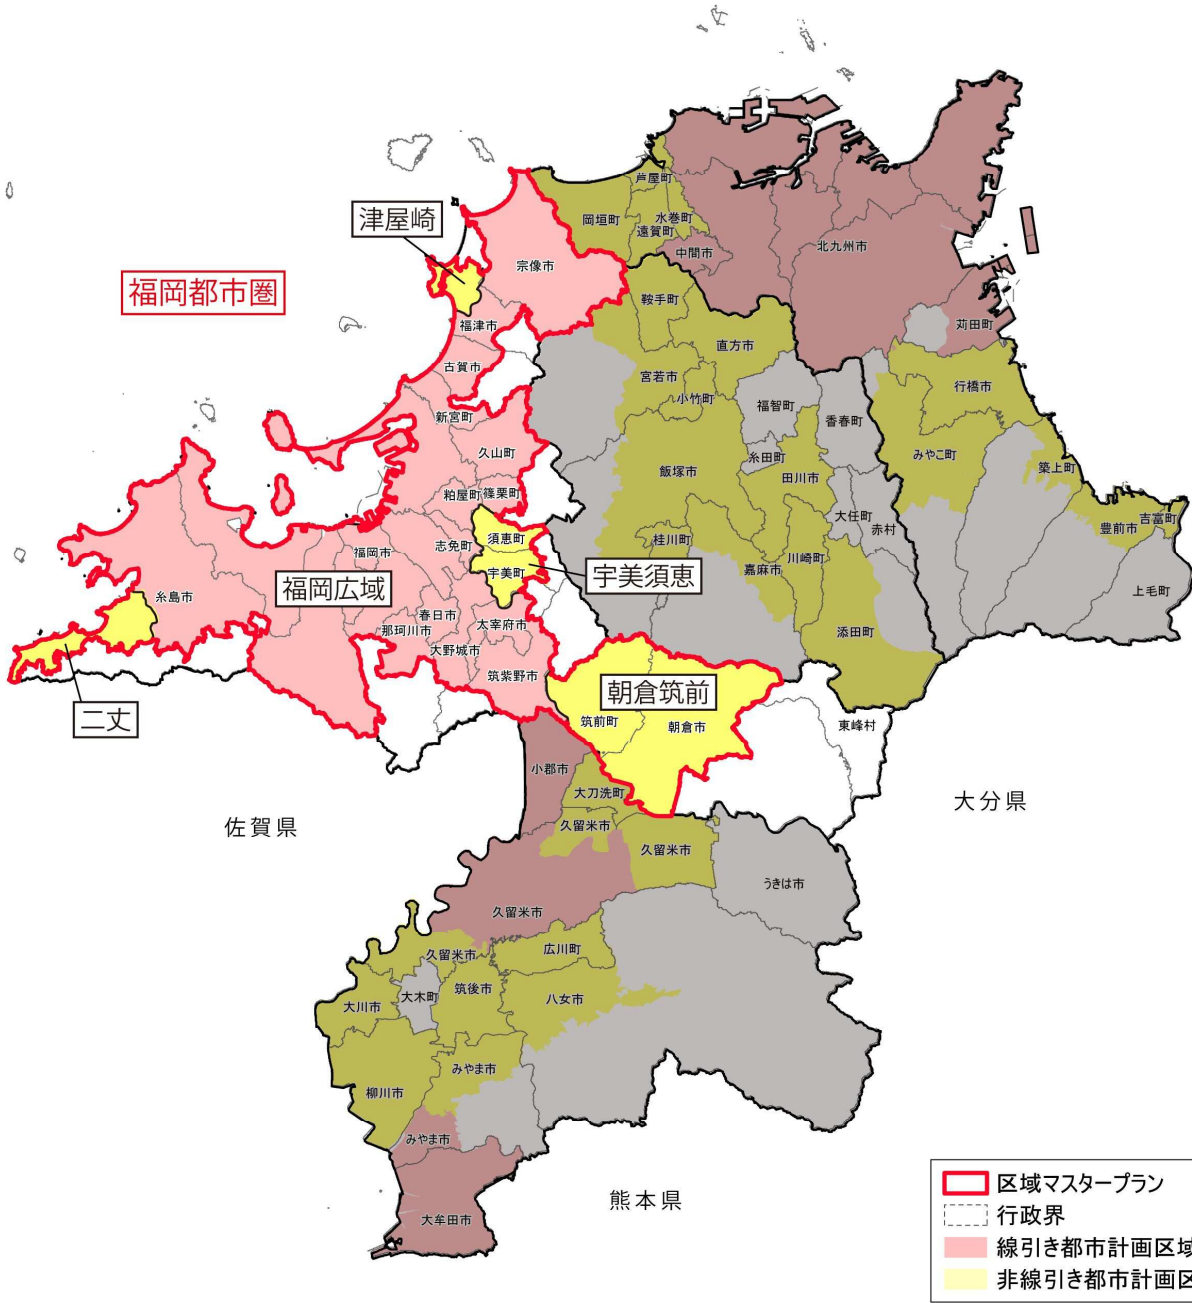 芦屋町
岡垣町
水巻町
遠賀町
津屋崎
中間市
北九州市
宗像市
福岡都市圏
鞍手町
福津市
苅田町
直方市
古賀市
宮若市
行橋市
小竹町
福智町
新宮町
香春町
久山町
糸田町
みやこ町
飯塚市
田川市
築上町
粕屋町
篠栗町
大任町
吉富町
赤村
豊前市
須恵町
桂川町
志免町
福岡市
川崎町
嘉麻市
宇美町
宇美須恵
福岡広域
上毛町
糸島市
春日市
太宰府市
那珂川市
添田町
大野城市
筑紫野市
朝倉筑前
二丈
筑前町
朝倉市
東峰村
小郡市
大刀洗町
大分県
佐賀県
久留米市
久留米市
うきは市
久留米市
久留米市
広川町
筑後市
大木町
八女市
大川市
みやま市
柳川市
みやま市
熊本県
大牟田市
区域マスタープラン
行政界
線引き都市計画区域
非線引き都市計画区